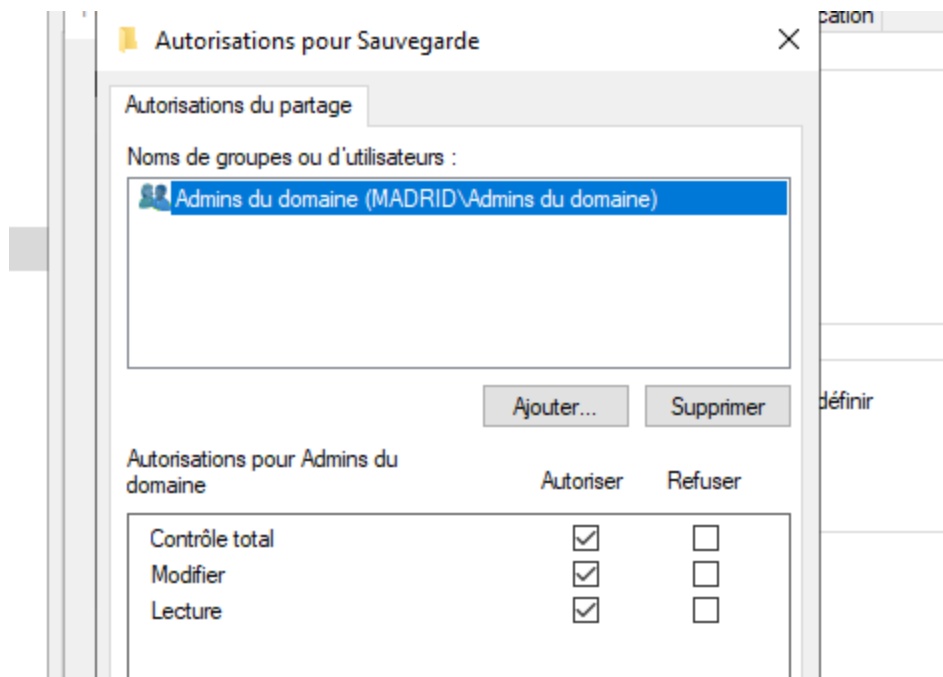 cation
Autorisations pour Sauvegarde
Autorisations du partage
Noms de groupes ou d'utilisateurs :
Admins du domaine (MADRID\Admins du domaine)
Ajouter...
Supprimer
définir
Autorisations pour Admins du
domaine
Autoriser
Refuser
Contrôle total
Modifier
Lecture